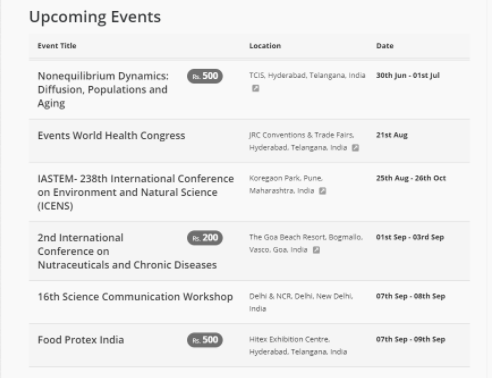 Upcoming Events
Event Title Location Date
Nonequilibrium Dynamics: Rs. 500 TCIS, Hyderabad, Telangana, India 30th Jun - 01st Jul
Diffusion, Populations and
Aging
Events World Health Congress JRC Conventions & Trade Fairs, 21st Aug
Hyderabad, Telangana, India
IASTEM- 238th International Conference Koregaon Park, Pune, 25th Aug - 26th Oct
on Environment and Natural Science Maharashtra, India
(ICENS)
2nd International Rs. 200 The Goa Beach Resort, Bogmallo, 01st Sep - 03rd Sep
Conference on Vasco, Goa, India
Nutraceuticals and Chronic Diseases
16th Science Communication Workshop Delhi & NCR, Delhi, New Delhi, 07th Sep - 08th Sep
India
Food Protex India Rs. 500 Hitex Exhibition Centre, 07th Sep - 09th Sep
Hyderabad, Telangana, India